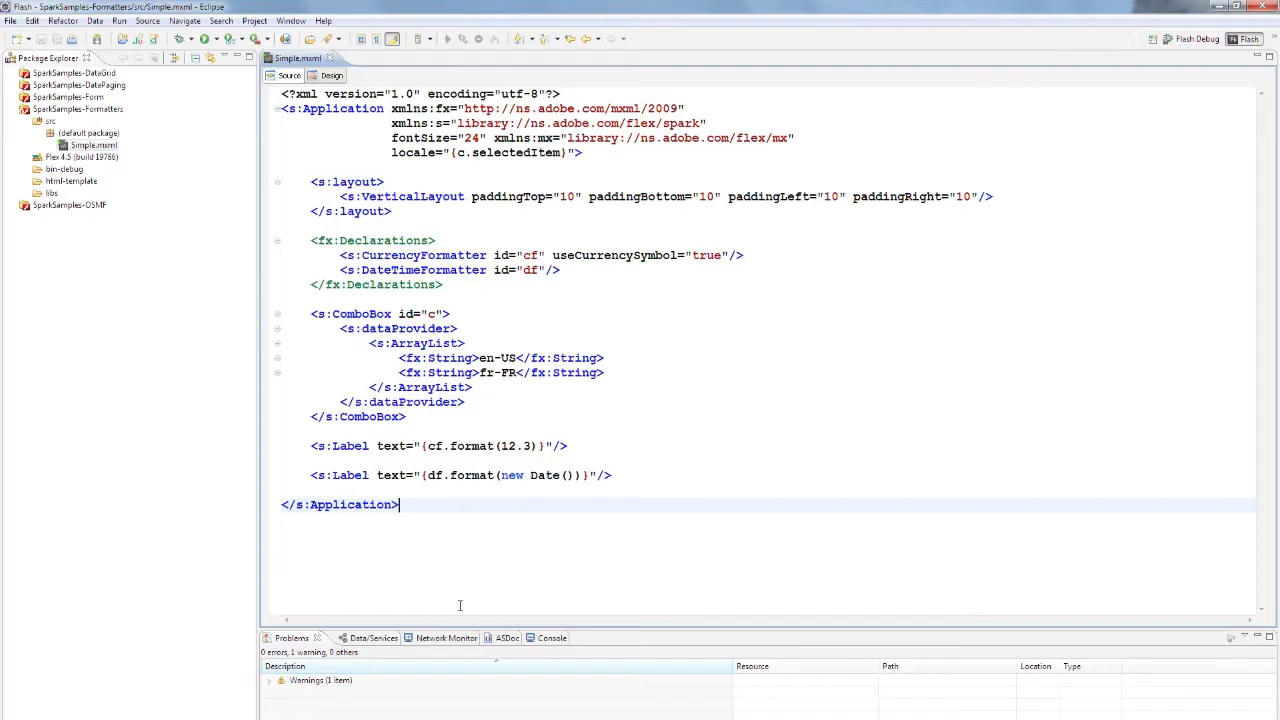 Flash - SparkSamples-Formatters/src/Simple.mxml - Eclipse
File Edit Refactor Data Run Source Navigate Search Project Window Help
Flash Debug Flash
Package Explorer
SparkSamples-DataGrid
SparkSamples-DataPaging
SparkSamples-Form
SparkSamples-Formatters
src
(default package)
Simple.mxml
Flex 4.5 (build 19786)
bin-debug
html-template
libs
SparkSamples-OSMF
Simple.mxml
Source Design
<?xml version="1.0" encoding="utf-8"?>
<s:Application xmlns:fx="http://ns.adobe.com/mxml/2009"
xmlns:s="library://ns.adobe.com/flex/spark"
fontSize="24" xmlns:mx="library://ns.adobe.com/flex/mx"
locale="{c.selectedItem}">
<s:layout>
<s:VerticalLayout paddingTop="10" paddingBottom="10" paddingLeft="10" paddingRight="10"/>
</s:layout>
<fx:Declarations>
<s:CurrencyFormatter id="cf" useCurrencySymbol="true"/>
<s:DateTimeFormatter id="df"/>
</fx:Declarations>
<s:ComboBox id="c">
<s:dataProvider>
<s:ArrayList>
<fx:String>en-US</fx:String>
<fx:String>fr-FR</fx:String>
</s:ArrayList>
</s:dataProvider>
</s:ComboBox>
<s:Label text="{cf.format(12.3)}"/>
<s:Label text="{df.format(new Date())}"/>
</s:Application>
Problems Data/Services Network Monitor ASDoc Console
0 errors, 1 warning, 0 others
Description Resource Path Location Type
Warnings (1 item)